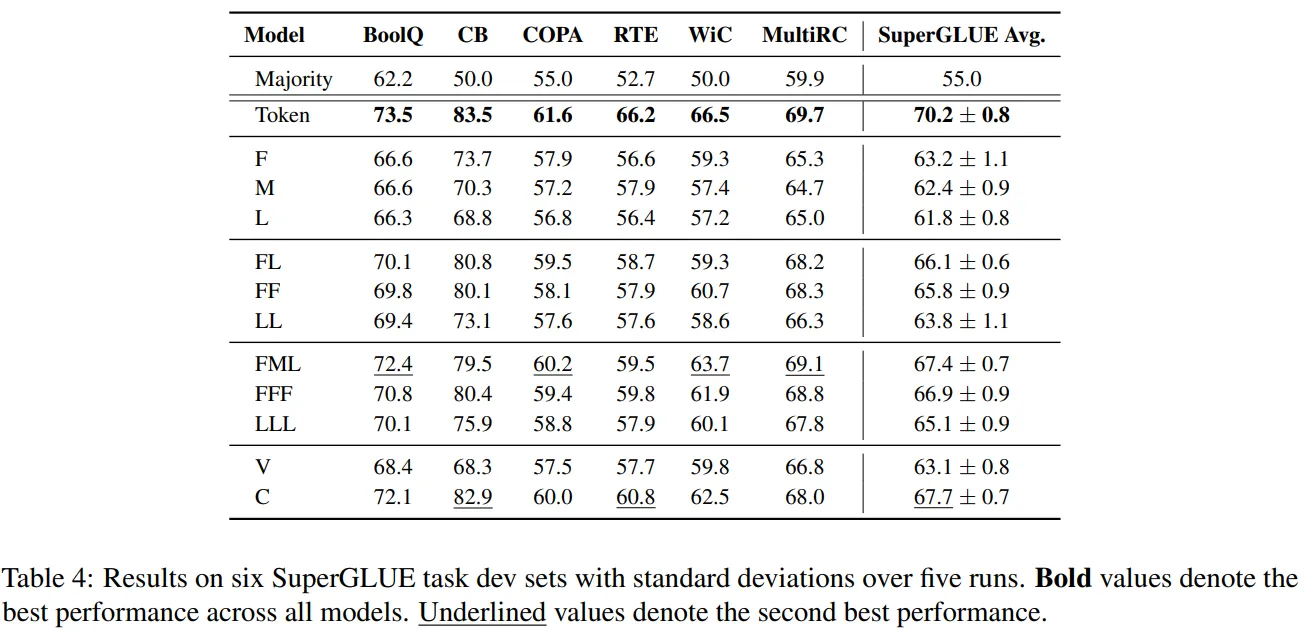 Model BoolQ CB COPA RTE WiC MultiRC SuperGLUE Avg.
Majority 62.2 50.0 55.0 52.7 50.0 59.9 55.0
Token 73.5 83.5 61.6 66.2 66.5 69.7 70.2 ± 0.8
F 66.6 73.7 57.9 56.6 59.3 65.3 63.2 ± 1.1
M 66.6 70.3 57.2 57.9 57.4 64.7 62.4 ± 0.9
L 66.3 68.8 56.8 56.4 57.2 65.0 61.8 ± 0.8
FL 70.1 80.8 59.5 58.7 59.3 68.2 66.1 ± 0.6
FF 69.8 80.1 58.1 57.9 60.7 68.3 65.8 ± 0.9
LL 69.4 73.1 57.6 57.6 58.6 66.3 63.8 ± 1.1
FML 72.4 79.5 60.2 59.5 63.7 69.1 67.4 ± 0.7
FFF 70.8 80.4 59.4 59.8 61.9 68.8 66.9 ± 0.9
LLL 70.1 75.9 58.8 57.9 60.1 67.8 65.1 ± 0.9
V 68.4 68.3 57.5 57.7 59.8 66.8 63.1 ± 0.8
C 72.1 82.9 60.0 60.8 62.5 68.0 67.7 ± 0.7
Table 4: Results on six SuperGLUE task dev sets with standard deviations over five runs. Bold values denote the
best performance across all models. Underlined values denote the second best performance.